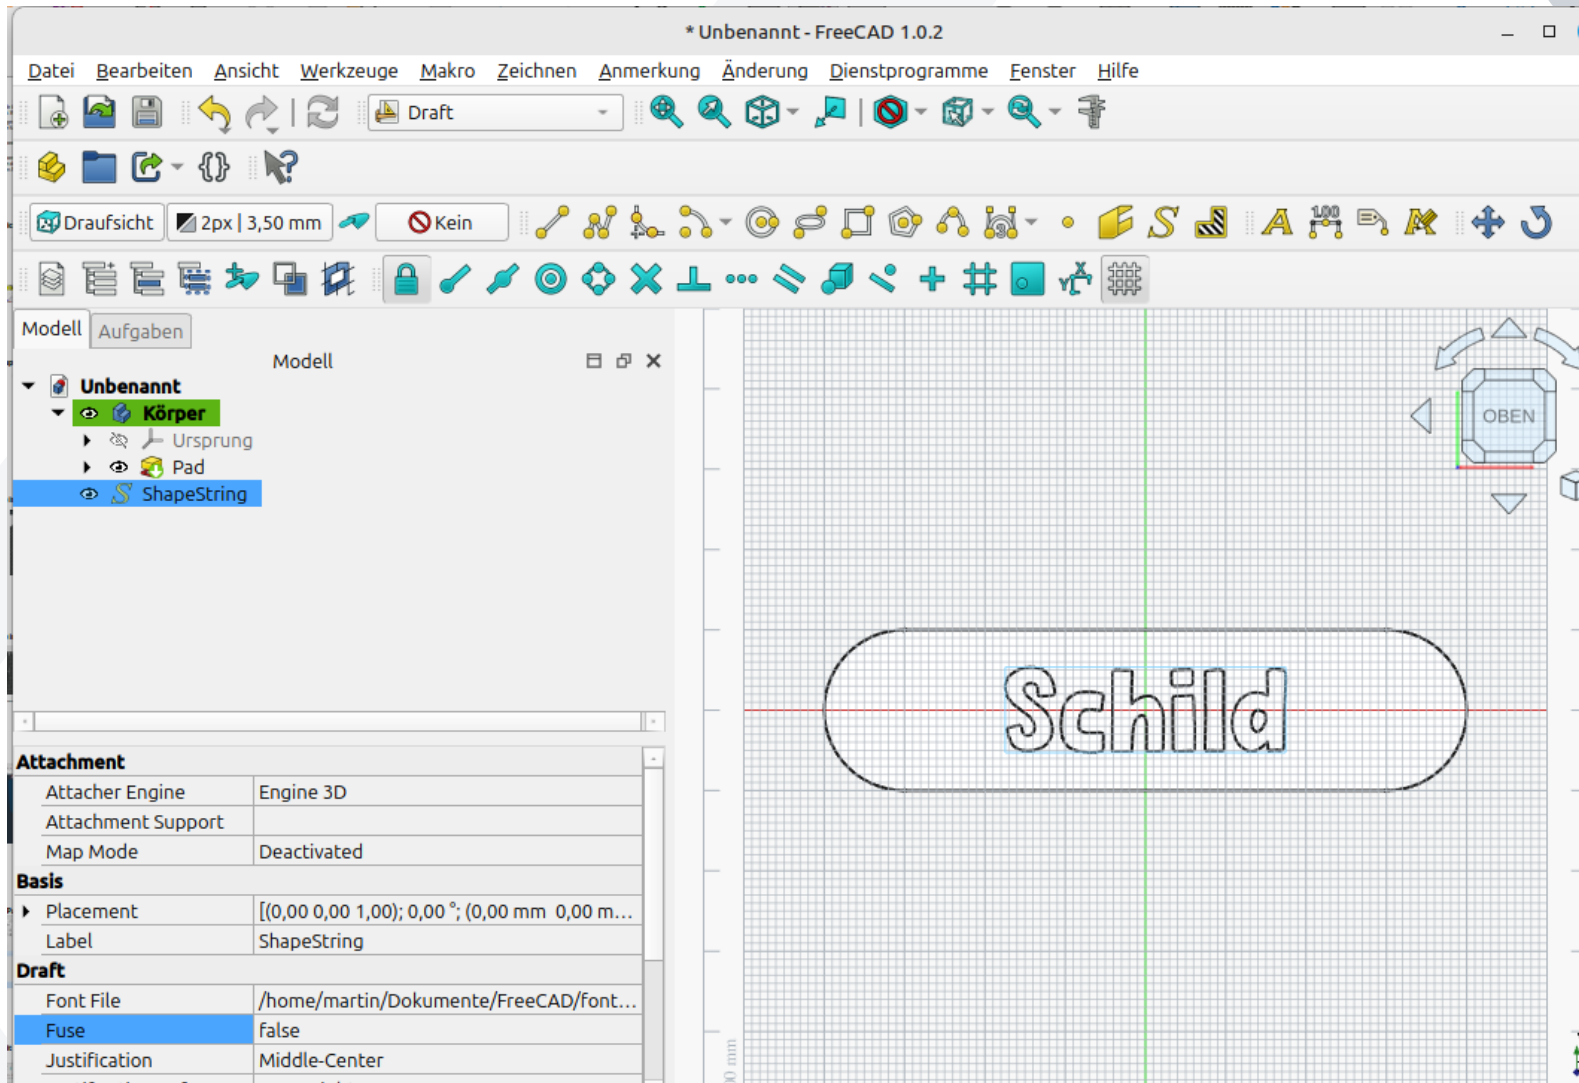 * Unbenannt - FreeCAD 1.0.2
Datei Bearbeiten Ansicht Werkzeuge Makro Zeichnen Anmerkung Änderung Dienstprogramme Fenster Hilfe
Draft
Draufsicht 2px | 3,50 mm Kein
Modell Aufgaben
Modell
Unbenannt
Körper
Ursprung
Pad
ShapeString
OBEN
Schild
Attachment
Attacher Engine Engine 3D
Attachment Support
Map Mode Deactivated
Basis
Placement [(0,00 0,00 1,00); 0,00 °; (0,00 mm 0,00 m...
Label ShapeString
Draft
Font File /home/martin/Dokumente/FreeCAD/font...
Fuse false
Justification Middle-Center